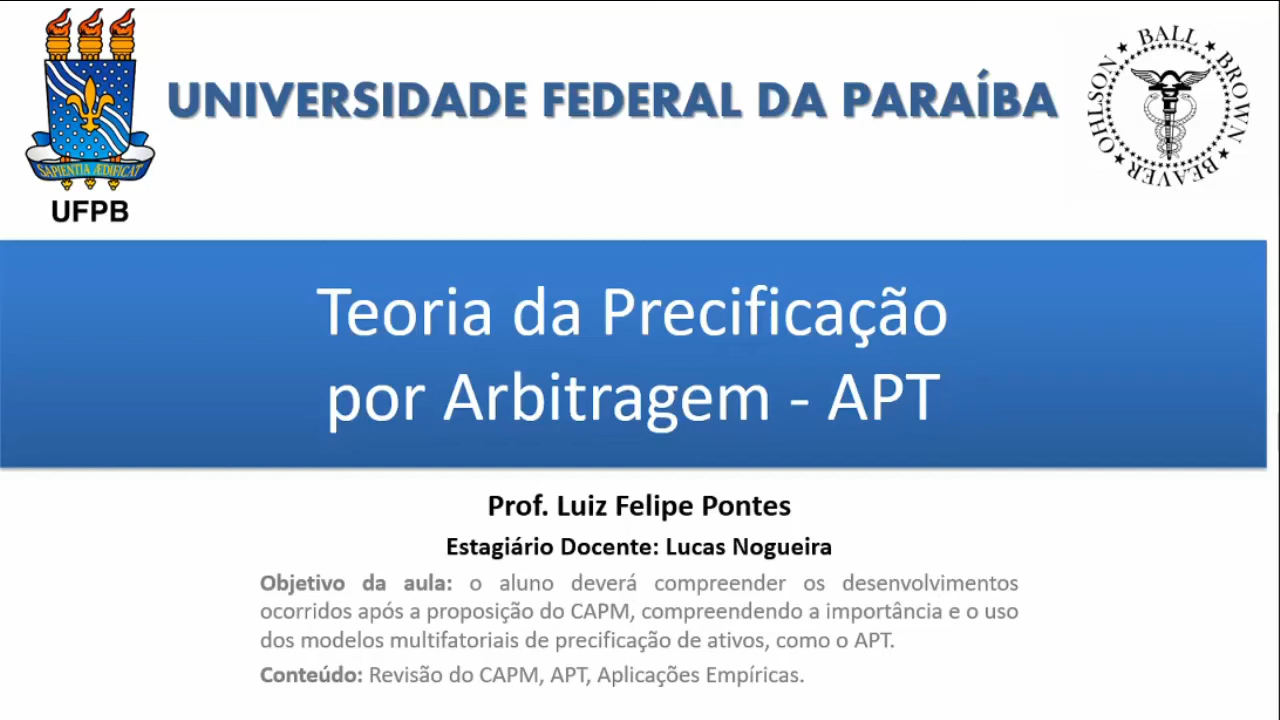 UNIVERSIDADE FEDERAL DA PARAÍBA
OHLSON ★ BALL ★ BROWN ★ BEAVER ★
SAPIENTIA ÆDIFICAT
UFPB
Teoria da Precificação
por Arbitragem - APT
Prof. Luiz Felipe Pontes
Estagiário Docente: Lucas Nogueira
Objetivo da aula: o aluno deverá compreender os desenvolvimentos
ocorridos após a proposição do CAPM, compreendendo a importância e o uso
dos modelos multifatoriais de precificação de ativos, como o APT.
Conteúdo: Revisão do CAPM, APT, Aplicações Empíricas.